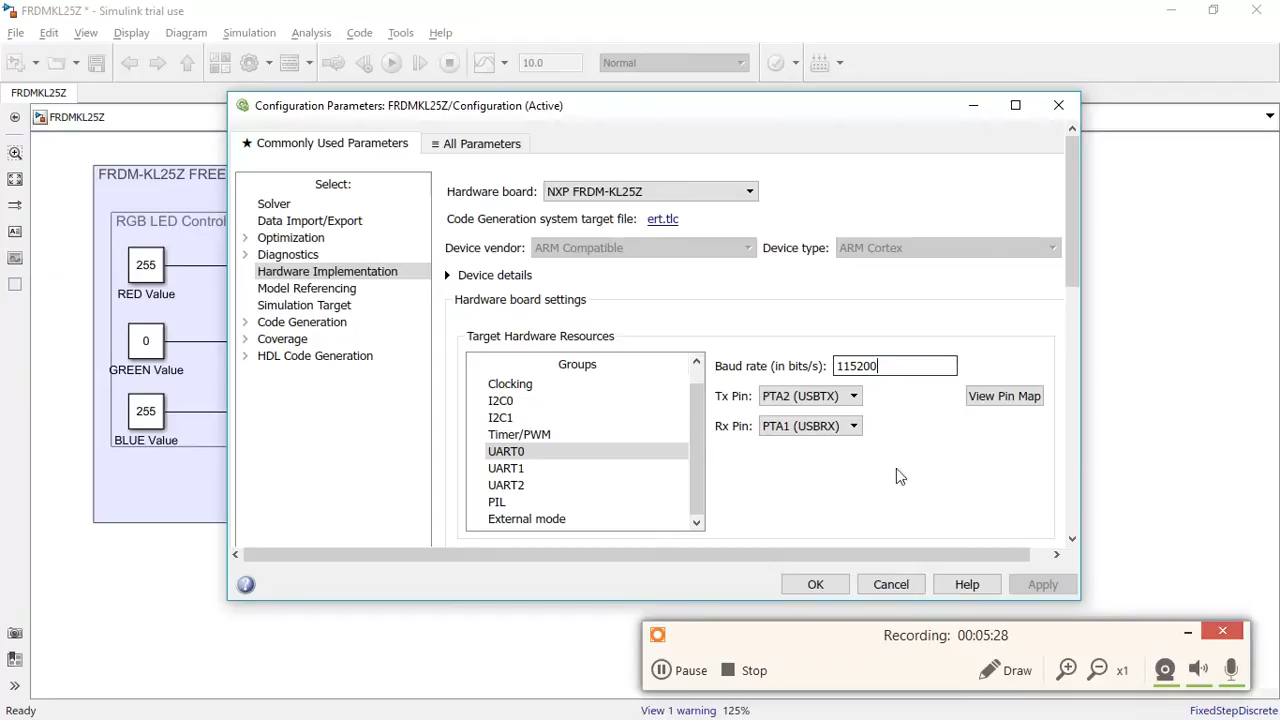 FRDMKL25Z * - Simulink trial use
File Edit View Display Diagram Simulation Analysis Code Tools Help
10.0 Normal
FRDMKL25Z
FRDMKL25Z
FRDM-KL25Z FREE
RGB LED Control
255
RED Value
0
GREEN Value
255
BLUE Value
Configuration Parameters: FRDMKL25Z/Configuration (Active)
★ Commonly Used Parameters
≡ All Parameters
Select:
Solver
Data Import/Export
Optimization
Diagnostics
Hardware Implementation
Model Referencing
Simulation Target
Code Generation
Coverage
HDL Code Generation
Hardware board: NXP FRDM-KL25Z
Code Generation system target file: ert.tlc
Device vendor: ARM Compatible Device type: ARM Cortex
Device details
Hardware board settings
Target Hardware Resources
Groups
Clocking
I2C0
I2C1
Timer/PWM
UART0
UART1
UART2
PIL
External mode
Baud rate (in bits/s): 115200
Tx Pin: PTA2 (USBTX) View Pin Map
Rx Pin: PTA1 (USBRX)
OK Cancel Help Apply
Recording: 00:05:28
Pause Stop Draw x1
Ready View 1 warning 125% FixedStepDiscrete